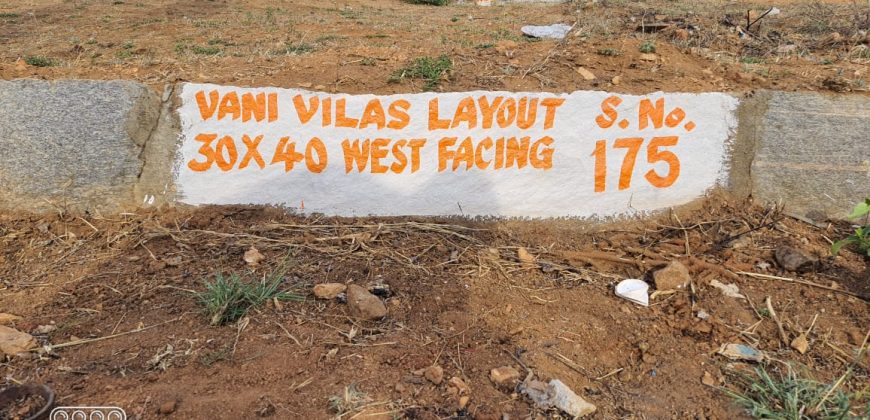 VANI VILAS LAYOUT S. No.
30X40 WEST FACING 175